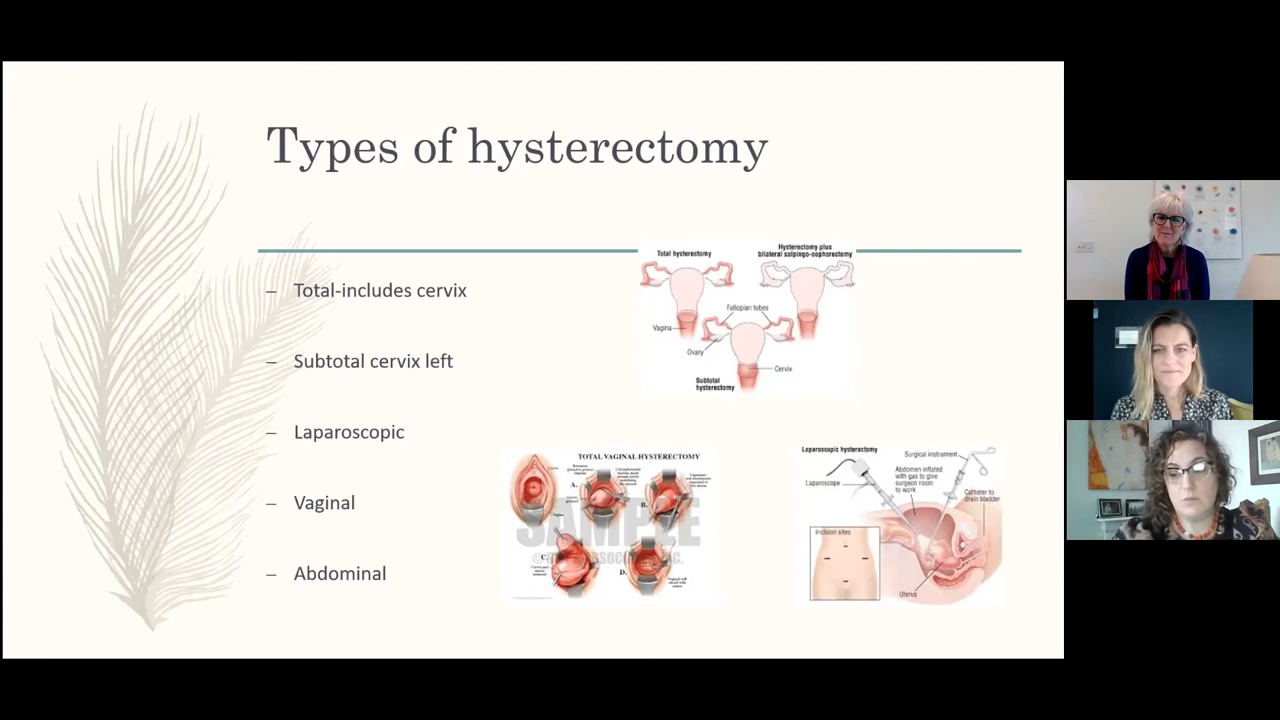 Types of hysterectomy
– Total-includes cervix
– Subtotal cervix left
– Laparoscopic
– Vaginal
– Abdominal
Total hysterectomy
Hysterectomy plus
bilateral salpingo-oophorectomy
Fallopian tubes
Vagina
Ovary
Cervix
Subtotal
hysterectomy
TOTAL VAGINAL HYSTERECTOMY
A.
B.
C.
D.
SAMPLE
Laparoscopic hysterectomy
Surgical instrument
Laparoscope
Abdomen inflated
with gas to give
surgeon room
to work
Catheter to
drain bladder
Incision sites
Uterus